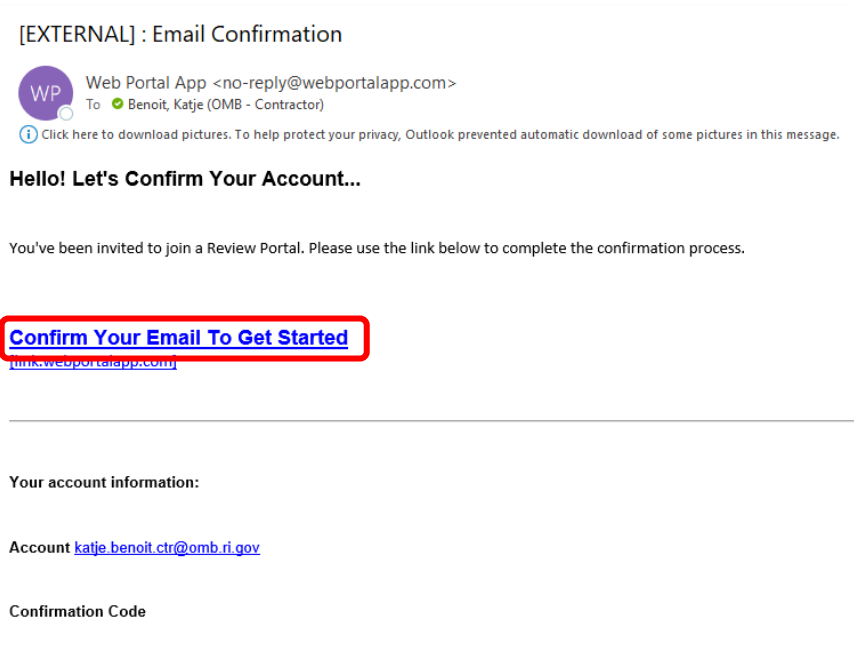 [EXTERNAL] : Email Confirmation
WP
Web Portal App <no-reply@webportalapp.com>
To Benoit, Katje (OMB - Contractor)
Click here to download pictures. To help protect your privacy, Outlook prevented automatic download of some pictures in this message.
Hello! Let's Confirm Your Account...
You've been invited to join a Review Portal. Please use the link below to complete the confirmation process.
Confirm Your Email To Get Started
[link.webportalapp.com]
Your account information:
Account katje.benoit.ctr@omb.ri.gov
Confirmation Code